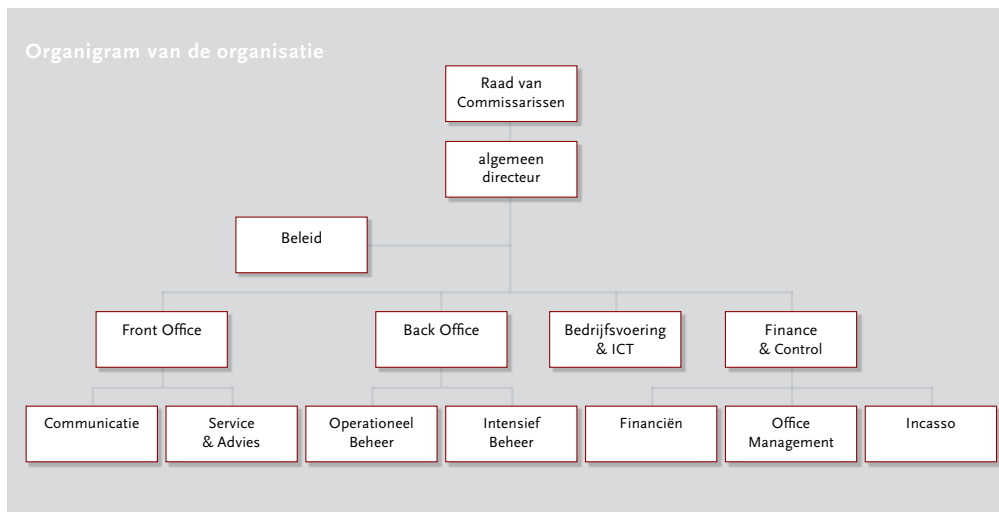 Organigram van de organisatie
Raad van
Commissarissen
algemeen
directeur
Beleid
Front Office
Back Office
Bedrijfsvoering
& ICT
Finance
& Control
Communicatie
Service
& Advies
Operationeel
Beheer
Intensief
Beheer
Financiën
Office
Management
Incasso